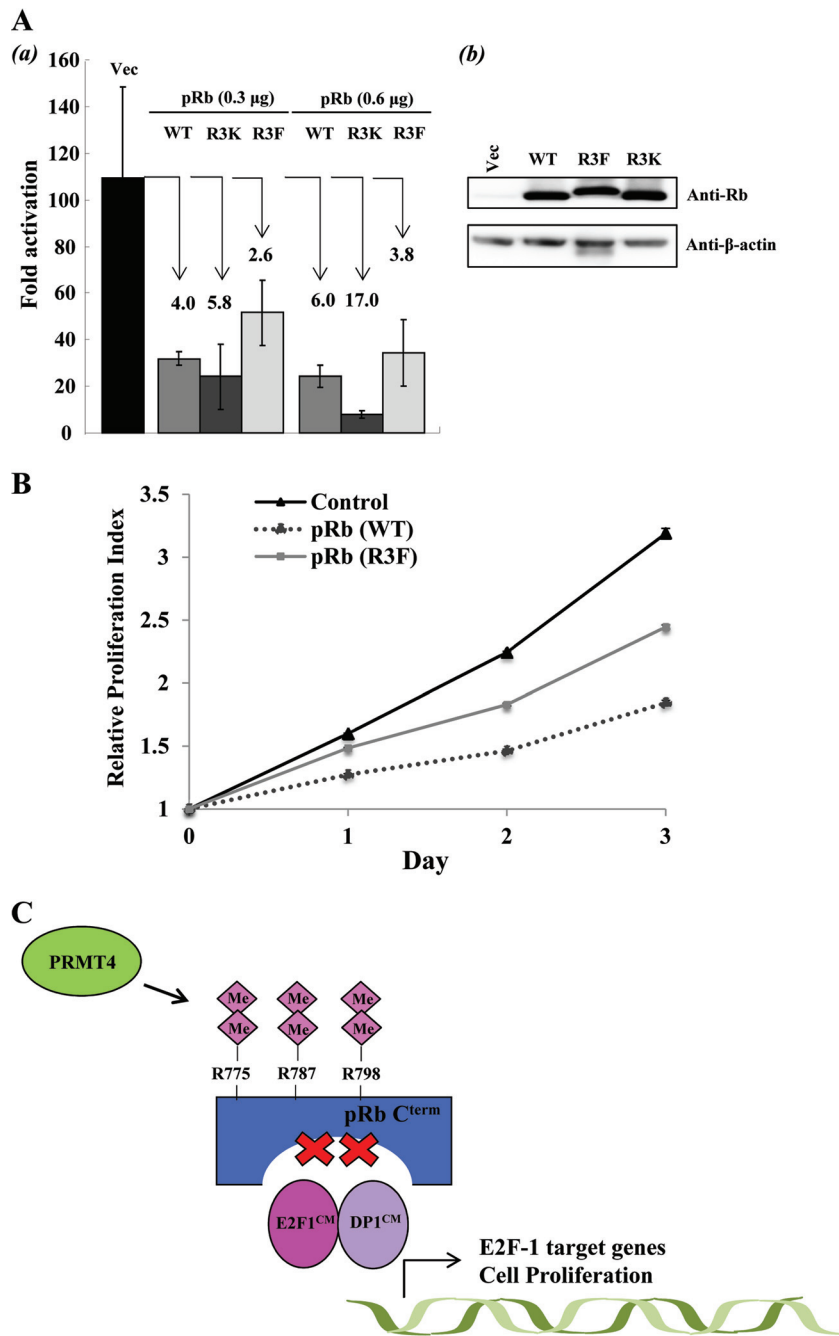 A
(a)
(b)
160
140
120
110
80
60
40
20
0
Fold activation
Vec
pRb (0.3 µg)
pRb (0.6 µg)
WT R3K R3F
WT R3K R3F
4.0
5.8
2.6
6.0
17.0
3.8
Vec
WT
R3F
R3K
Anti-Rb
Anti-β-actin
B
3.5
3
2.5
2
1.5
1
Relative Proliferation Index
Control
pRb (WT)
pRb (R3F)
0
1
2
3
Day
C
PRMT4
Me
Me
Me
Me
Me
Me
R775
R787
R798
pRb Cterm
E2F1CM
DP1CM
E2F-1 target genes
Cell Proliferation